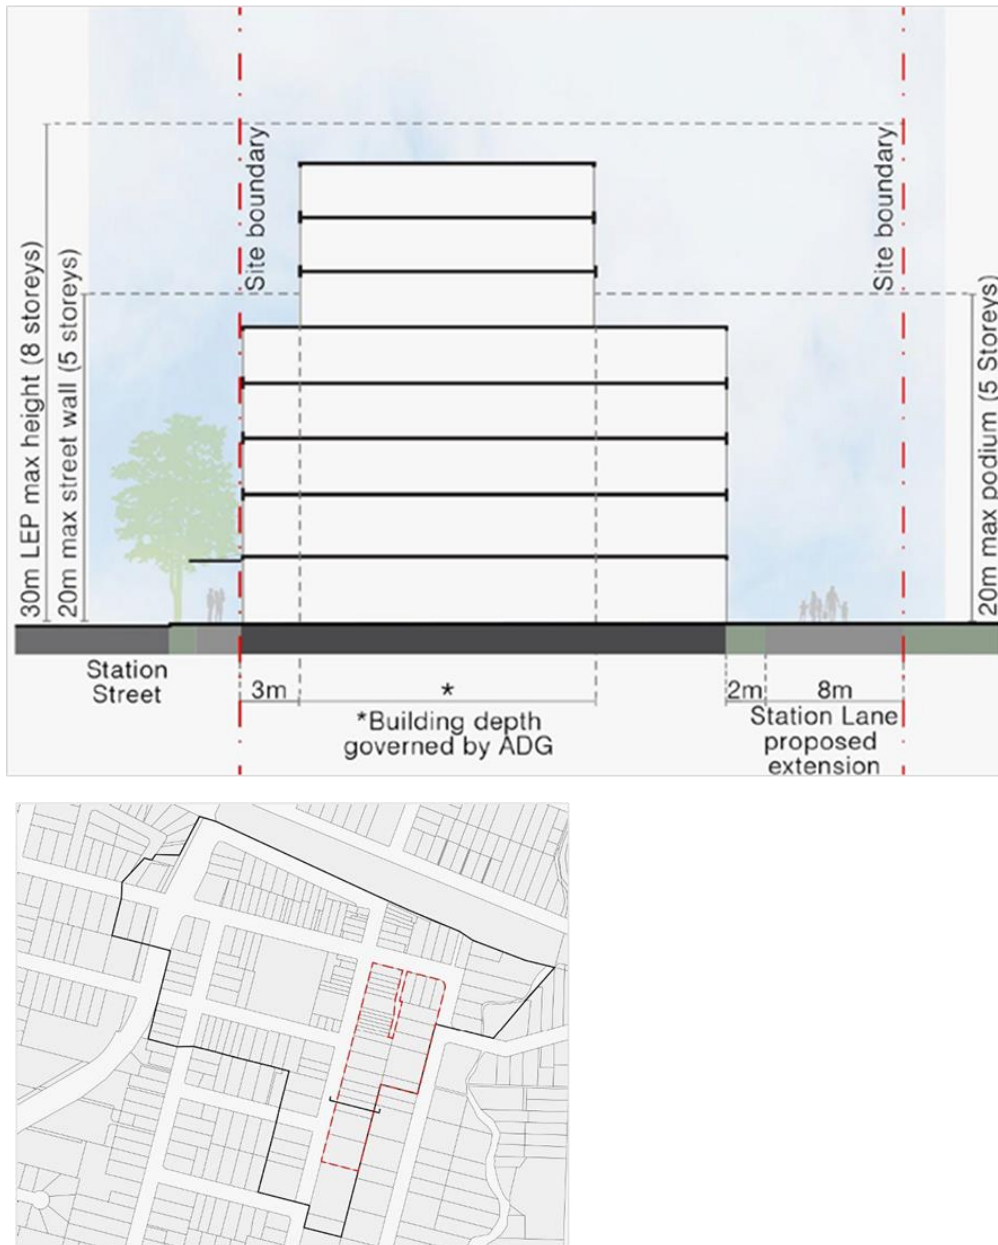 30m LEP max height (8 storeys)
20m max street wall (5 storeys)
Site boundary
Site boundary
20m max podium (5 Storeys)
Station
Street
3m
*
2m
8m
*Building depth
governed by ADG
Station Lane
proposed
extension